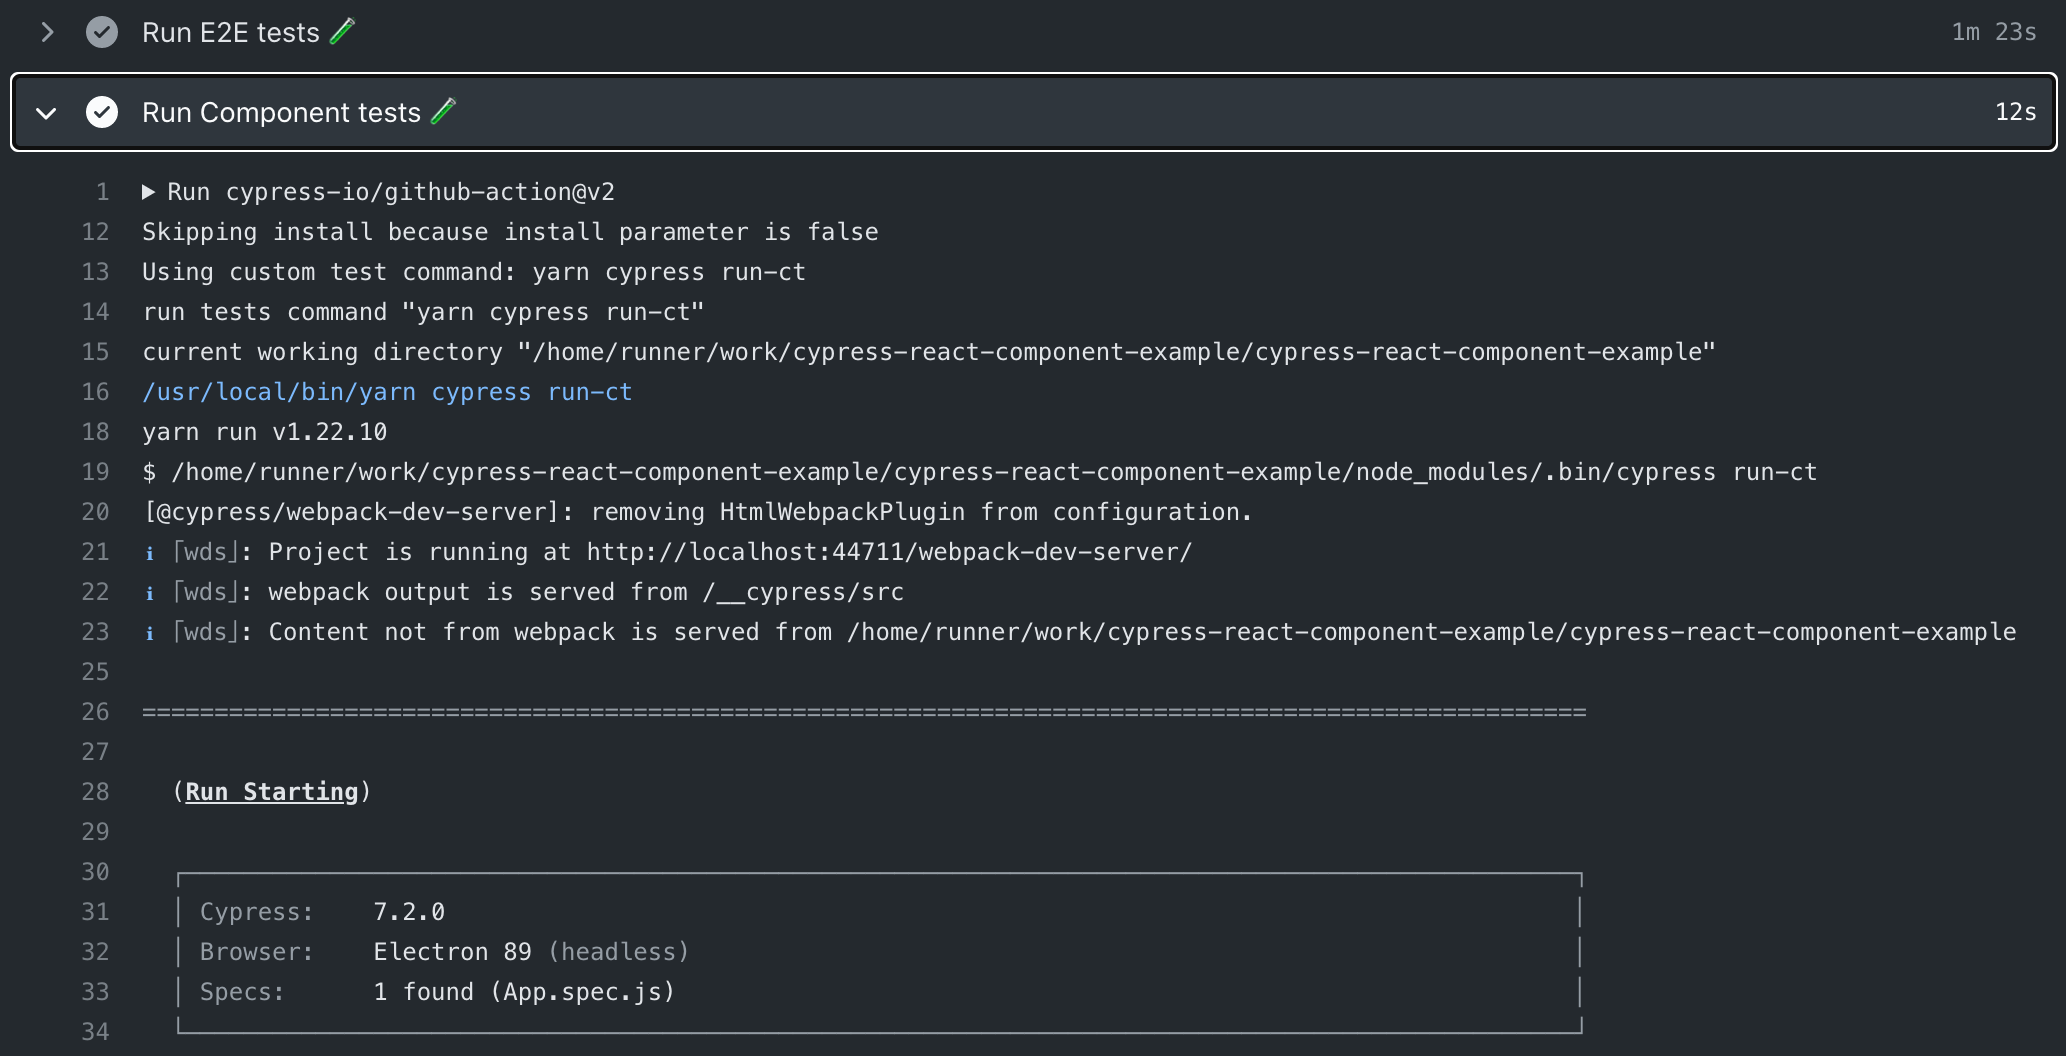 Run E2E tests 🧪 1m 23s
Run Component tests 🧪 12s
1 ▶ Run cypress-io/github-action@v2
12 Skipping install because install parameter is false
13 Using custom test command: yarn cypress run-ct
14 run tests command "yarn cypress run-ct"
15 current working directory "/home/runner/work/cypress-react-component-example/cypress-react-component-example"
16 /usr/local/bin/yarn cypress run-ct
18 yarn run v1.22.10
19 $ /home/runner/work/cypress-react-component-example/cypress-react-component-example/node_modules/.bin/cypress run-ct
20 [@cypress/webpack-dev-server]: removing HtmlWebpackPlugin from configuration.
21 ℹ ｢wds｣: Project is running at http://localhost:44711/webpack-dev-server/
22 ℹ ｢wds｣: webpack output is served from /__cypress/src
23 ℹ ｢wds｣: Content not from webpack is served from /home/runner/work/cypress-react-component-example/cypress-react-component-example
25
26 ====================================================================================================
27
28 (Run Starting)
29
30
31 Cypress: 7.2.0
32 Browser: Electron 89 (headless)
33 Specs: 1 found (App.spec.js)
34